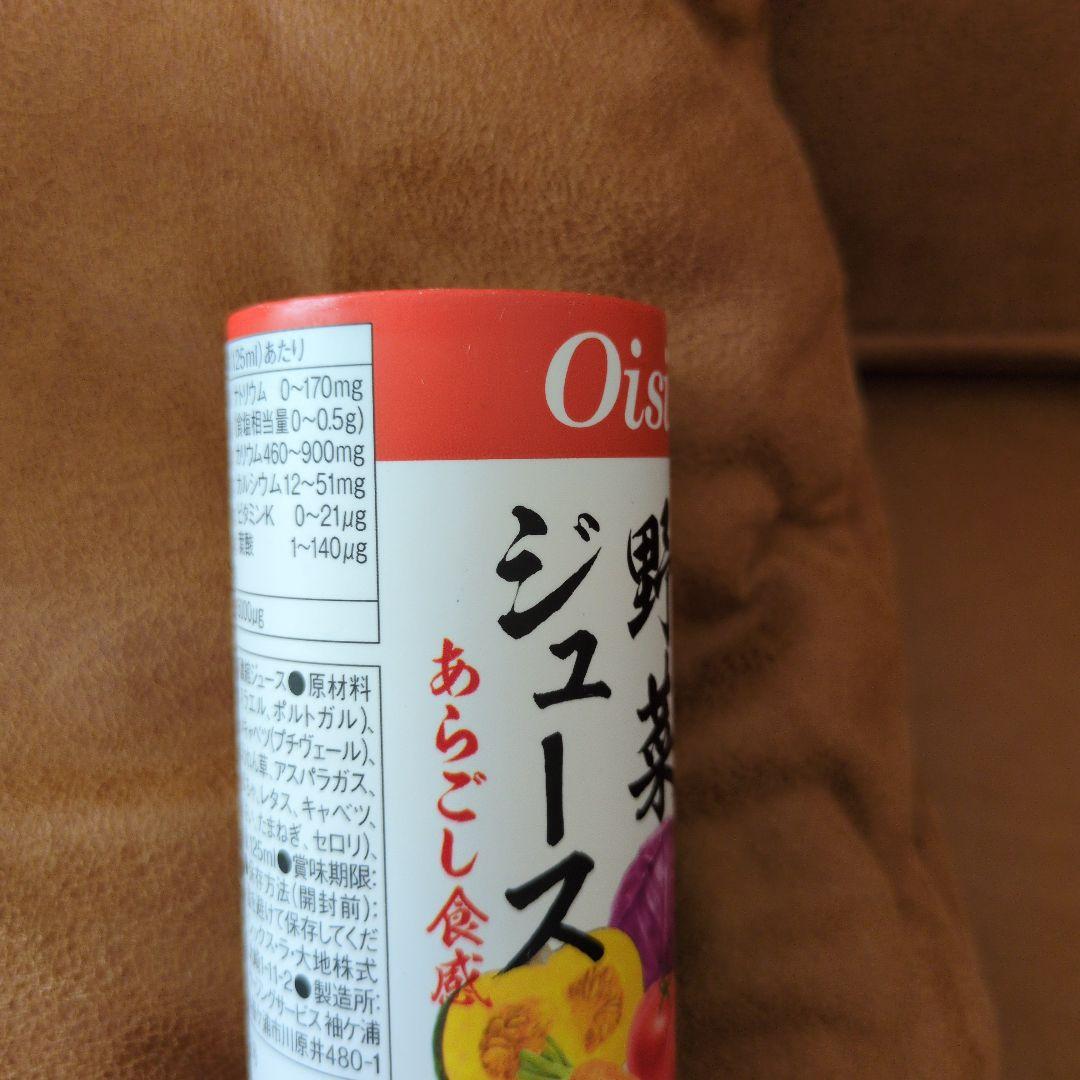 25ml)あたり
ナトリウム 0~170mg
食塩相当量0~0.5g)
カリウム460~900mg
カルシウム12~51mg
ビタミンK 0~21μg
葉酸 1~140μg
000μg
濃縮ジュース●原材料
ラエル、ポルトガル)、
キャベツ(プチヴェール)、
れん草、アスパラガス、
レタス、キャベツ、
たまねぎ、セロリ)、
125ml●賞味期限:
保存方法(開封前):
を避けて保存してくだ
ックス・ラ・大地株式
1-11-2●製造所:
リングサービス 袖ケ浦
浦市川原井480-1
Oisi
野菜
ジュース
あらごし食感